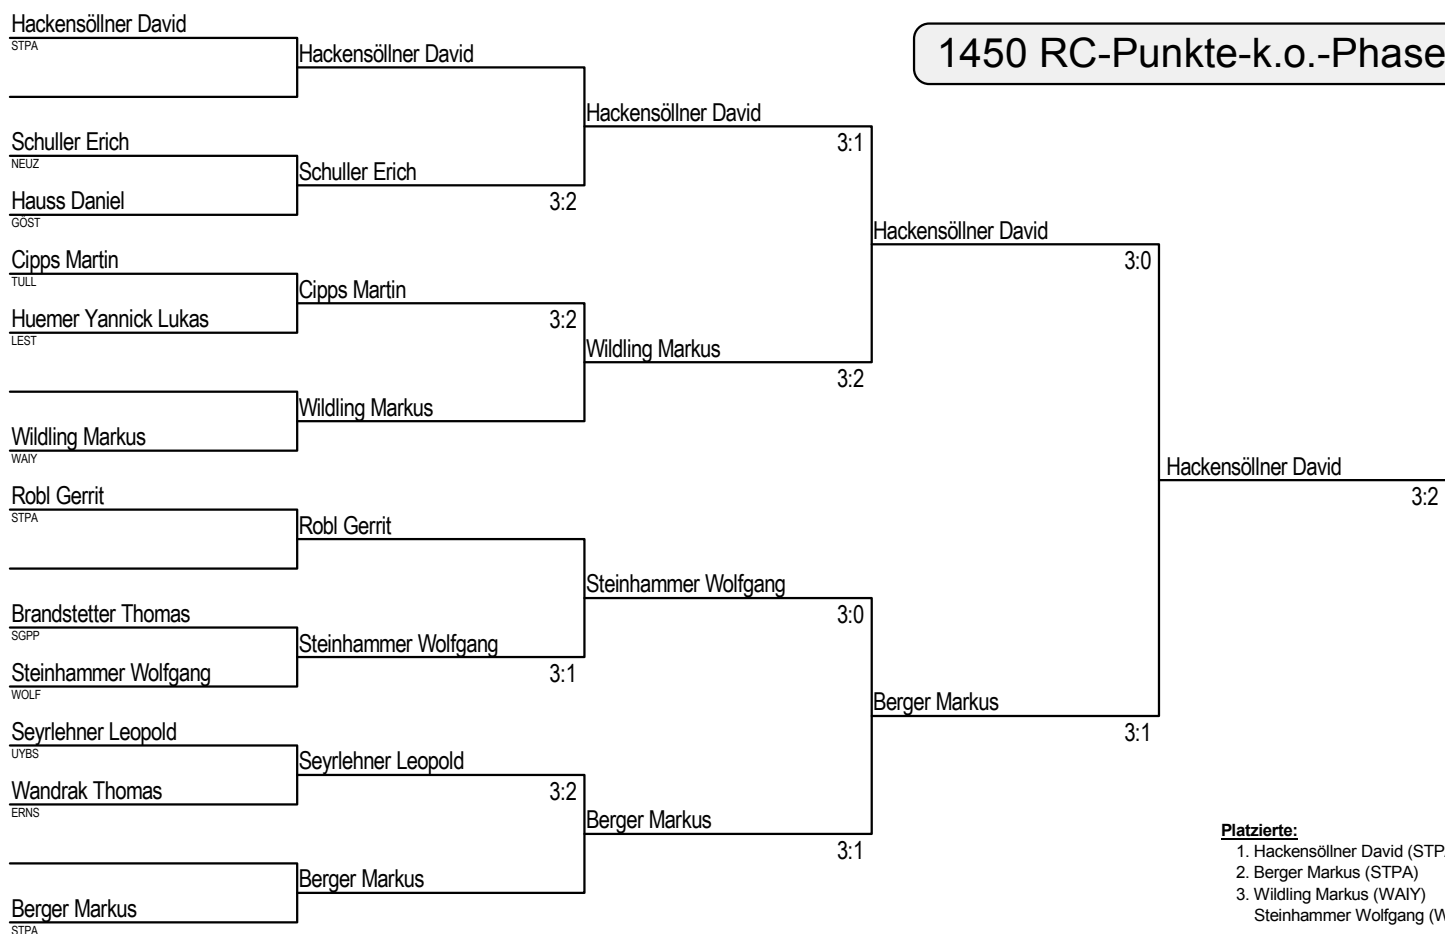 1450 RC-Punkte-k.o.-Phase
Hackensöllner David
STPA
Schuller Erich
NEUZ
Hauss Daniel
GÖST
Cipps Martin
TULL
Huemer Yannick Lukas
LEST
Wildling Markus
WAIY
Robl Gerrit
STPA
Brandstetter Thomas
SGPP
Steinhammer Wolfgang
WOLF
Seyrlehner Leopold
UYBS
Wandrak Thomas
ERNS
Berger Markus
STPA
Hackensöllner David
Schuller Erich
3:2
Cipps Martin
3:2
Wildling Markus
Robl Gerrit
Steinhammer Wolfgang
3:1
Seyrlehner Leopold
3:2
Berger Markus
Hackensöllner David
3:1
Wildling Markus
3:2
Steinhammer Wolfgang
3:0
Berger Markus
3:1
Hackensöllner David
3:0
Berger Markus
3:1
Hackensöllner David
3:2
Platzierte:
1. Hackensöllner David (STP
2. Berger Markus (STPA)
3. Wildling Markus (WAIY)
Steinhammer Wolfgang (W